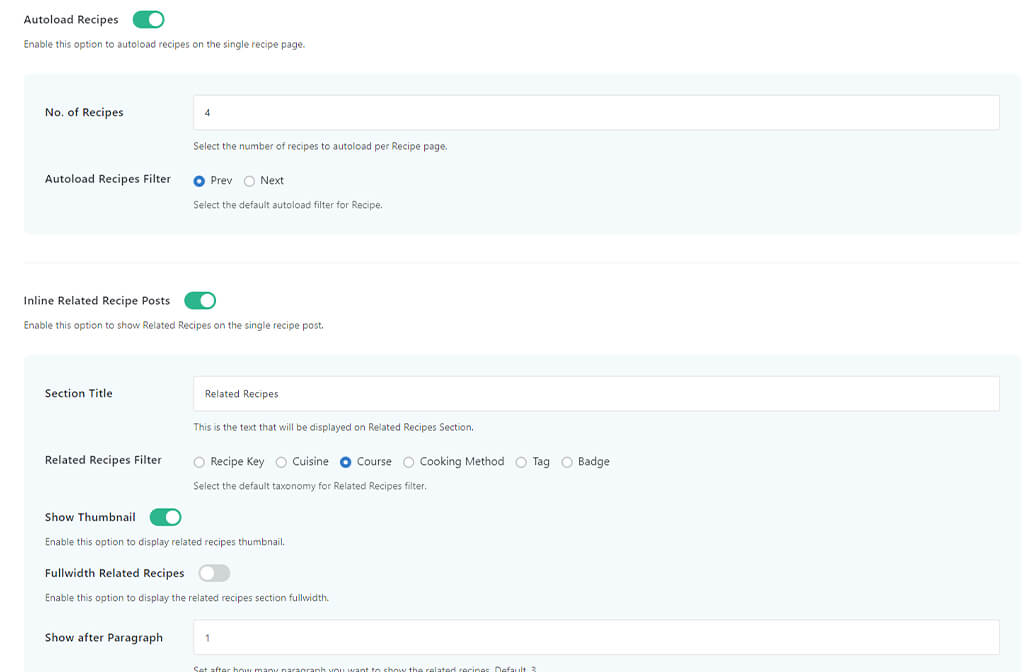 Autoload Recipes
Enable this option to autoload recipes on the single recipe page.
No. of Recipes
4
Select the number of recipes to autoload per Recipe page.
Autoload Recipes Filter
Prev Next
Select the default autoload filter for Recipe.
Inline Related Recipe Posts
Enable this option to show Related Recipes on the single recipe post.
Section Title
Related Recipes
This is the text that will be displayed on Related Recipes Section.
Related Recipes Filter
Recipe Key Cuisine Course Cooking Method Tag Badge
Select the default taxonomy for Related Recipes filter.
Show Thumbnail
Enable this option to display related recipes thumbnail.
Fullwidth Related Recipes
Enable this option to display the related recipes section fullwidth.
Show after Paragraph
1
Set after how many paragraph you want to show the related recipes. Default 3